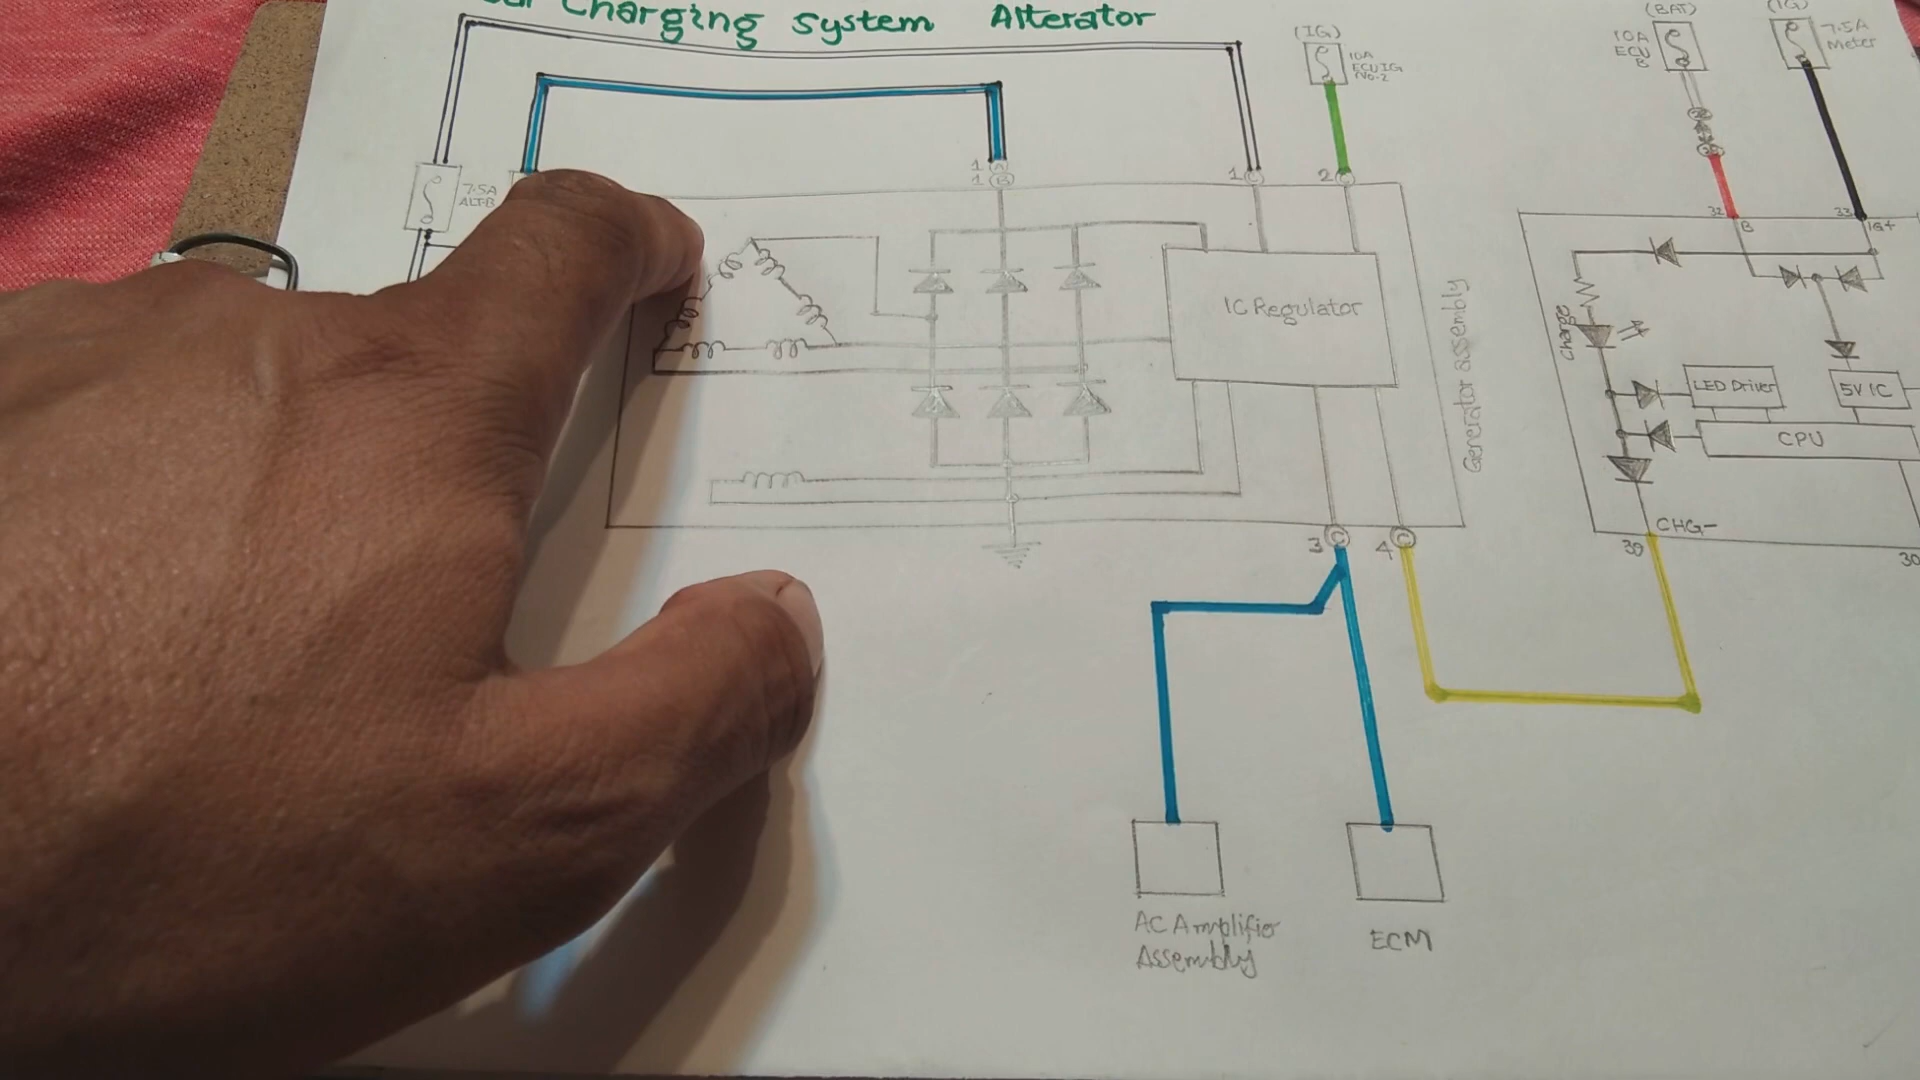 Charging System Alterator
(IG)
10A
ECU IG
No-2
(BAT)
10A
ECU
B
(IG)
7.5A
Meter
7.5A
ALT-B
1 A
1 B
1 C
2 C
32
B
33
IG+
IC Regulator
Generator assembly
Charge
LED Driver
5V IC
CPU
CHG-
39
30
3 C
4 C
AC Amplifier
Assembly
ECM